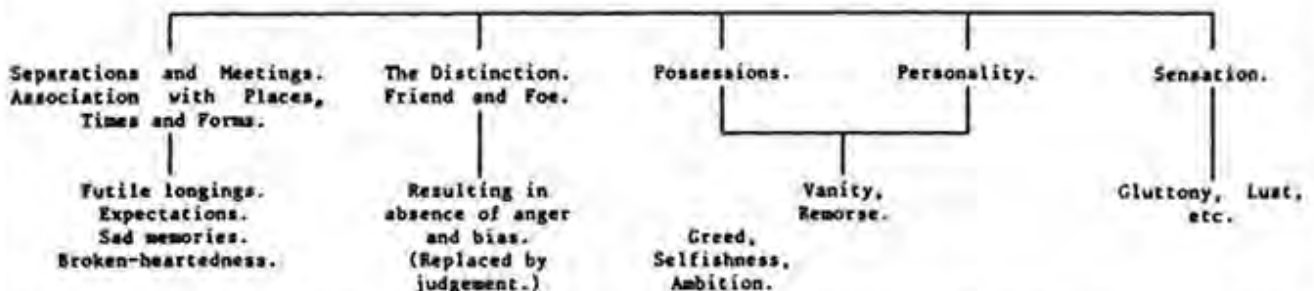 Separations and Meetings.
Association with Places,
Times and Forms.
The Distinction.
Friend and Foe.
Possessions.
Personality.
Sensation.
Futile longings.
Expectations.
Sad memories.
Broken-heartedness.
Resulting in
absence of anger
and bias.
(Replaced by
judgement.)
Greed,
Selfishness,
Ambition.
Vanity,
Remorse.
Gluttony, Lust,
etc.